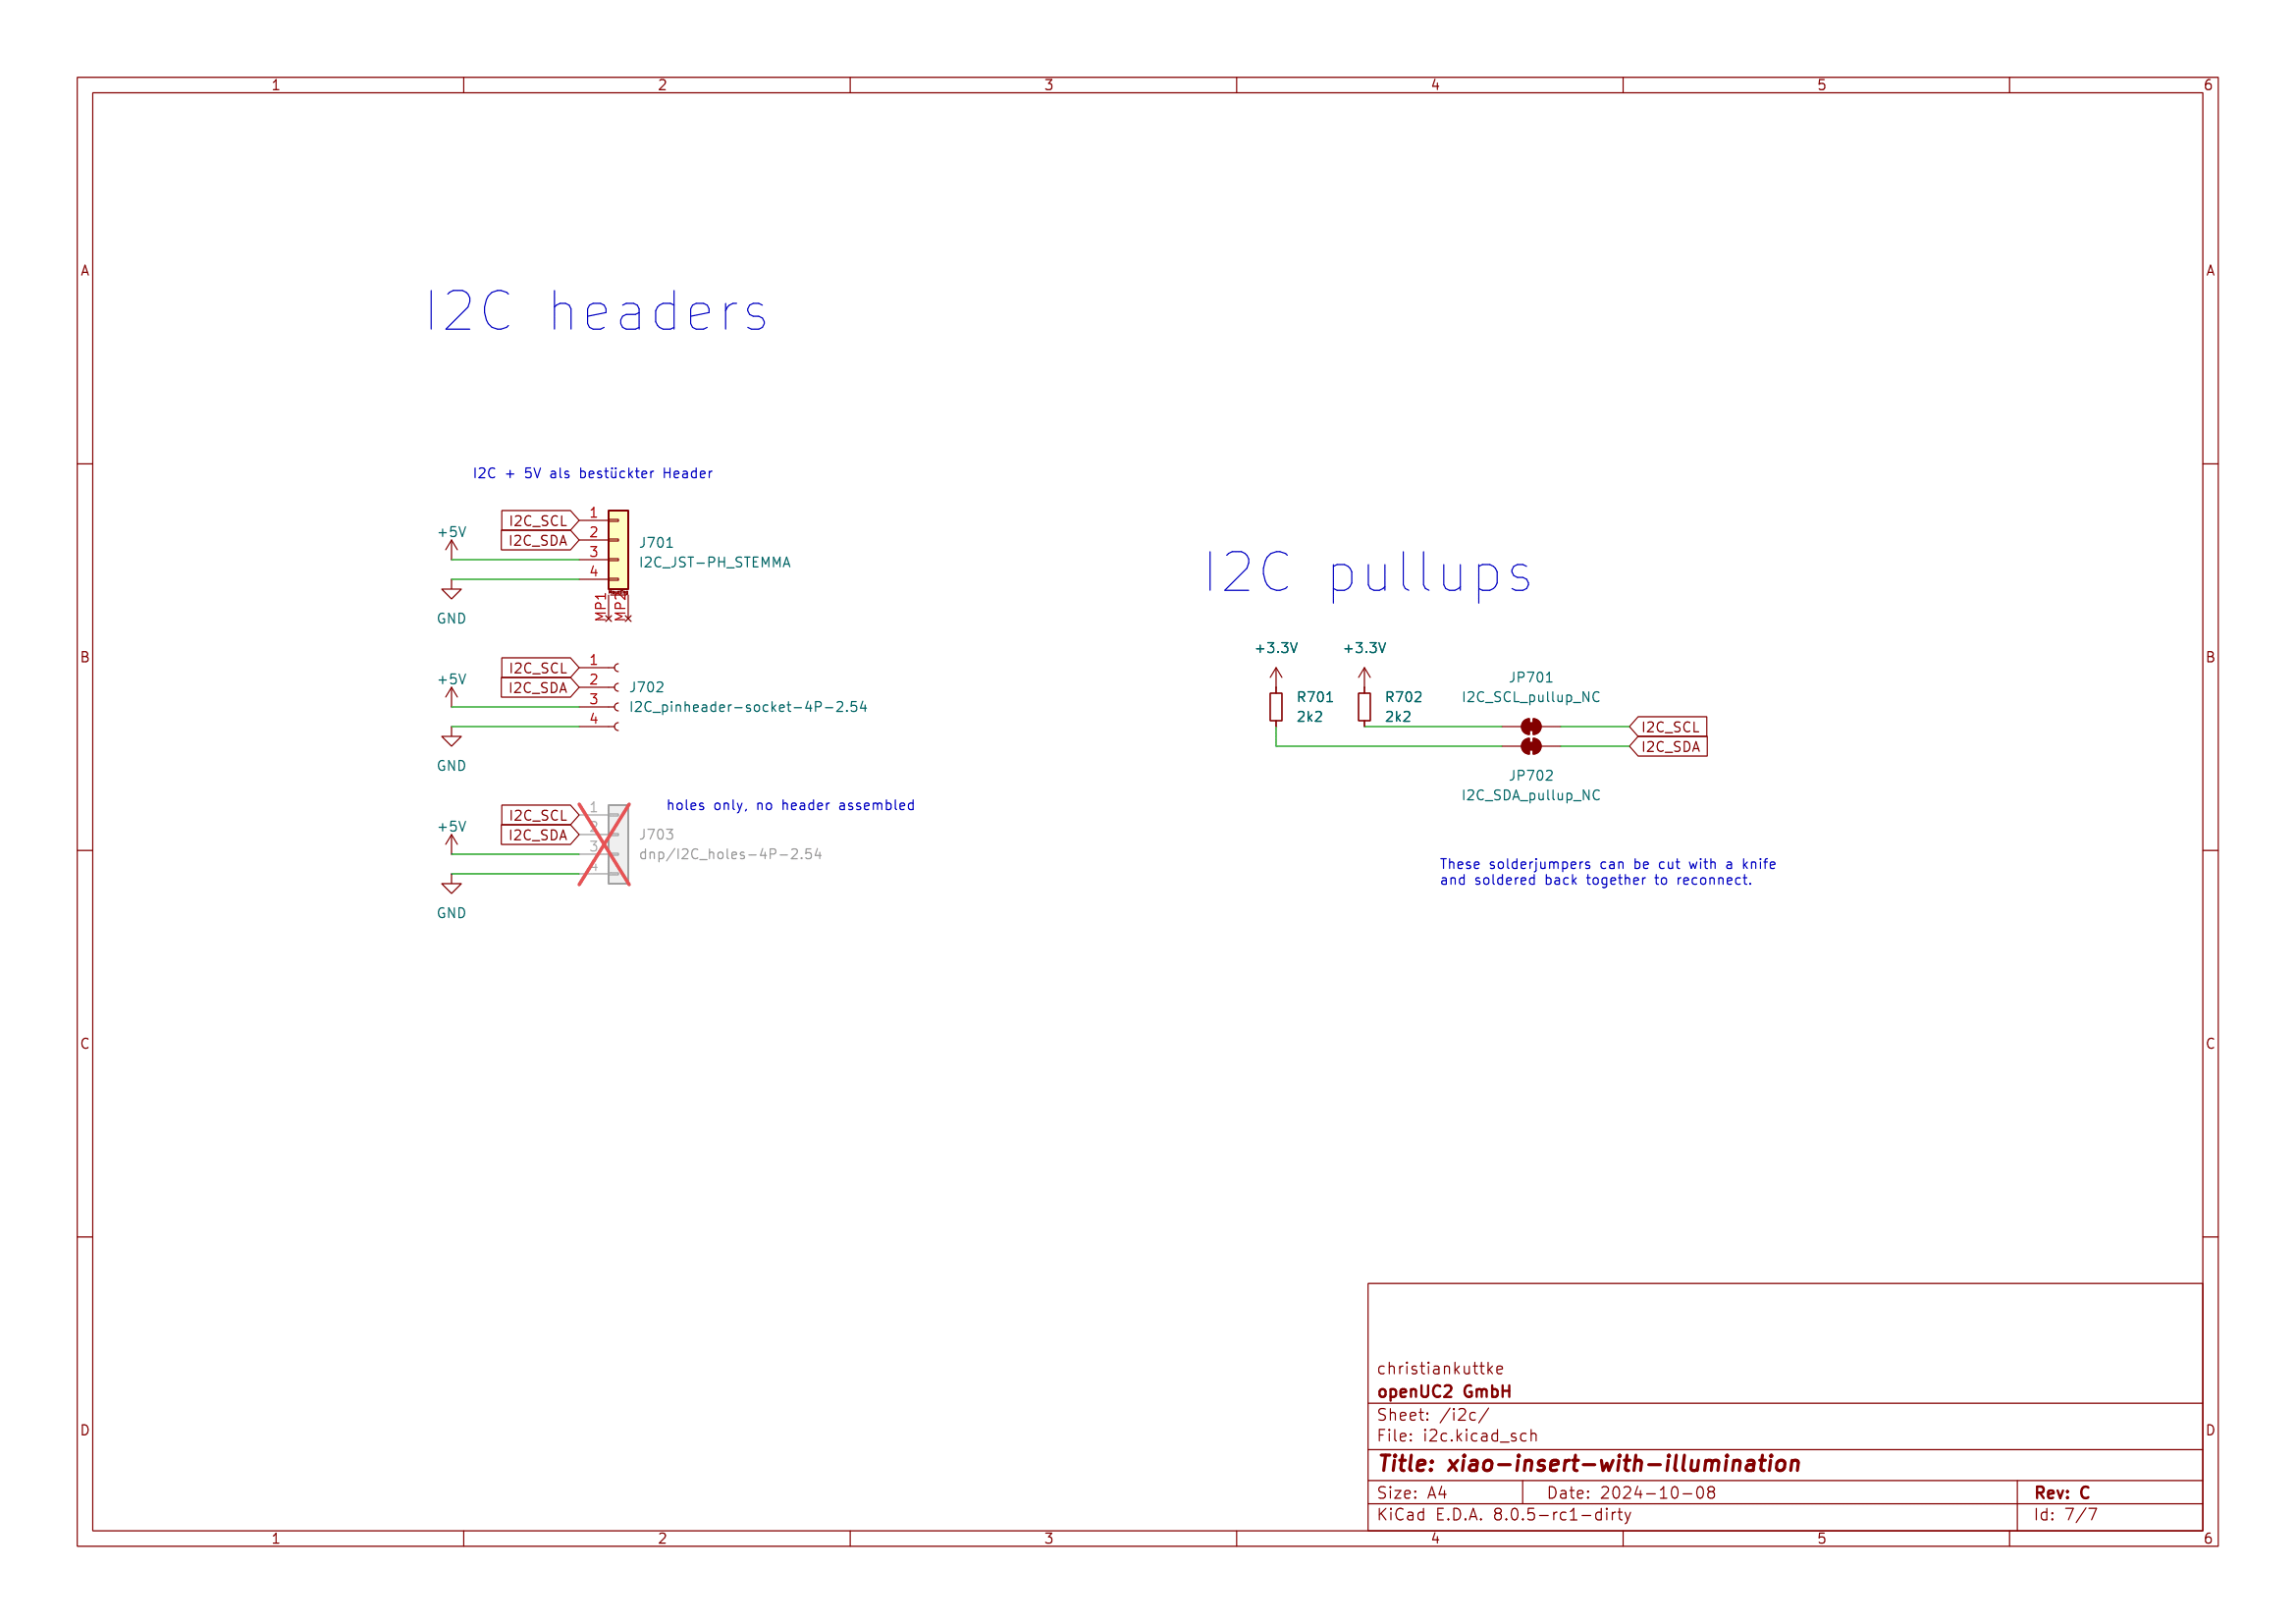 1 2 3 4 5 6
A A
I2C headers
I2C + 5V als bestückter Header
I2C_SCL 1
+5V I2C_SDA 2
3 J701
4 I2C_JST-PH_STEMMA
MP1 MP2
GND
I2C_SCL 1
+5V I2C_SDA 2 J702
3 I2C_pinheader-socket-4P-2.54
4
GND
holes only, no header assembled
I2C_SCL 1
+5V I2C_SDA 2 J703
3 dnp/I2C_holes-4P-2.54
4
GND
B B
I2C pullups
+3.3V +3.3V
JP701
R701 R702 I2C_SCL_pullup_NC
2k2 2k2
I2C_SCL
I2C_SDA
JP702
I2C_SDA_pullup_NC
These solderjumpers can be cut with a knife
and soldered back together to reconnect.
C C
christiankuttke
openUC2 GmbH
Sheet: /i2c/
File: i2c.kicad_sch
D D
Title: xiao-insert-with-illumination
Size: A4 Date: 2024-10-08 Rev: C
KiCad E.D.A. 8.0.5-rc1-dirty Id: 7/7
1 2 3 4 5 6